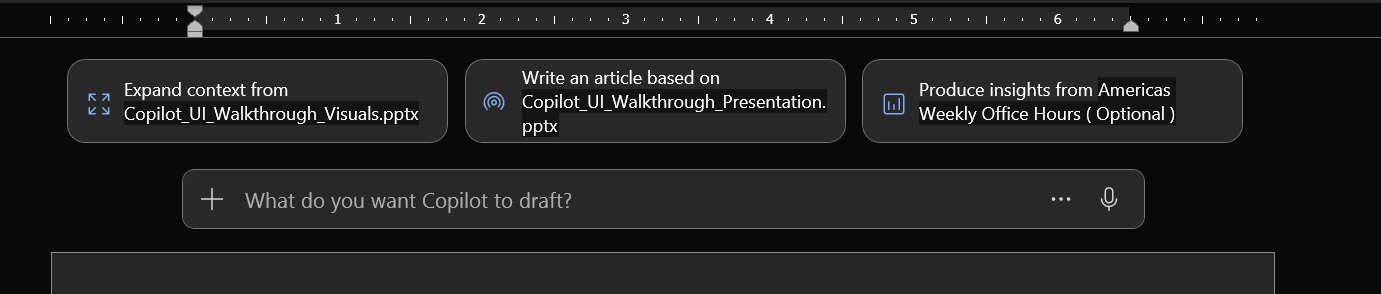 1 2 3 4 5 6
Expand context from
Copilot_UI_Walkthrough_Visuals.pptx
Write an article based on
Copilot_UI_Walkthrough_Presentation.
pptx
Produce insights from Americas
Weekly Office Hours ( Optional )
What do you want Copilot to draft?